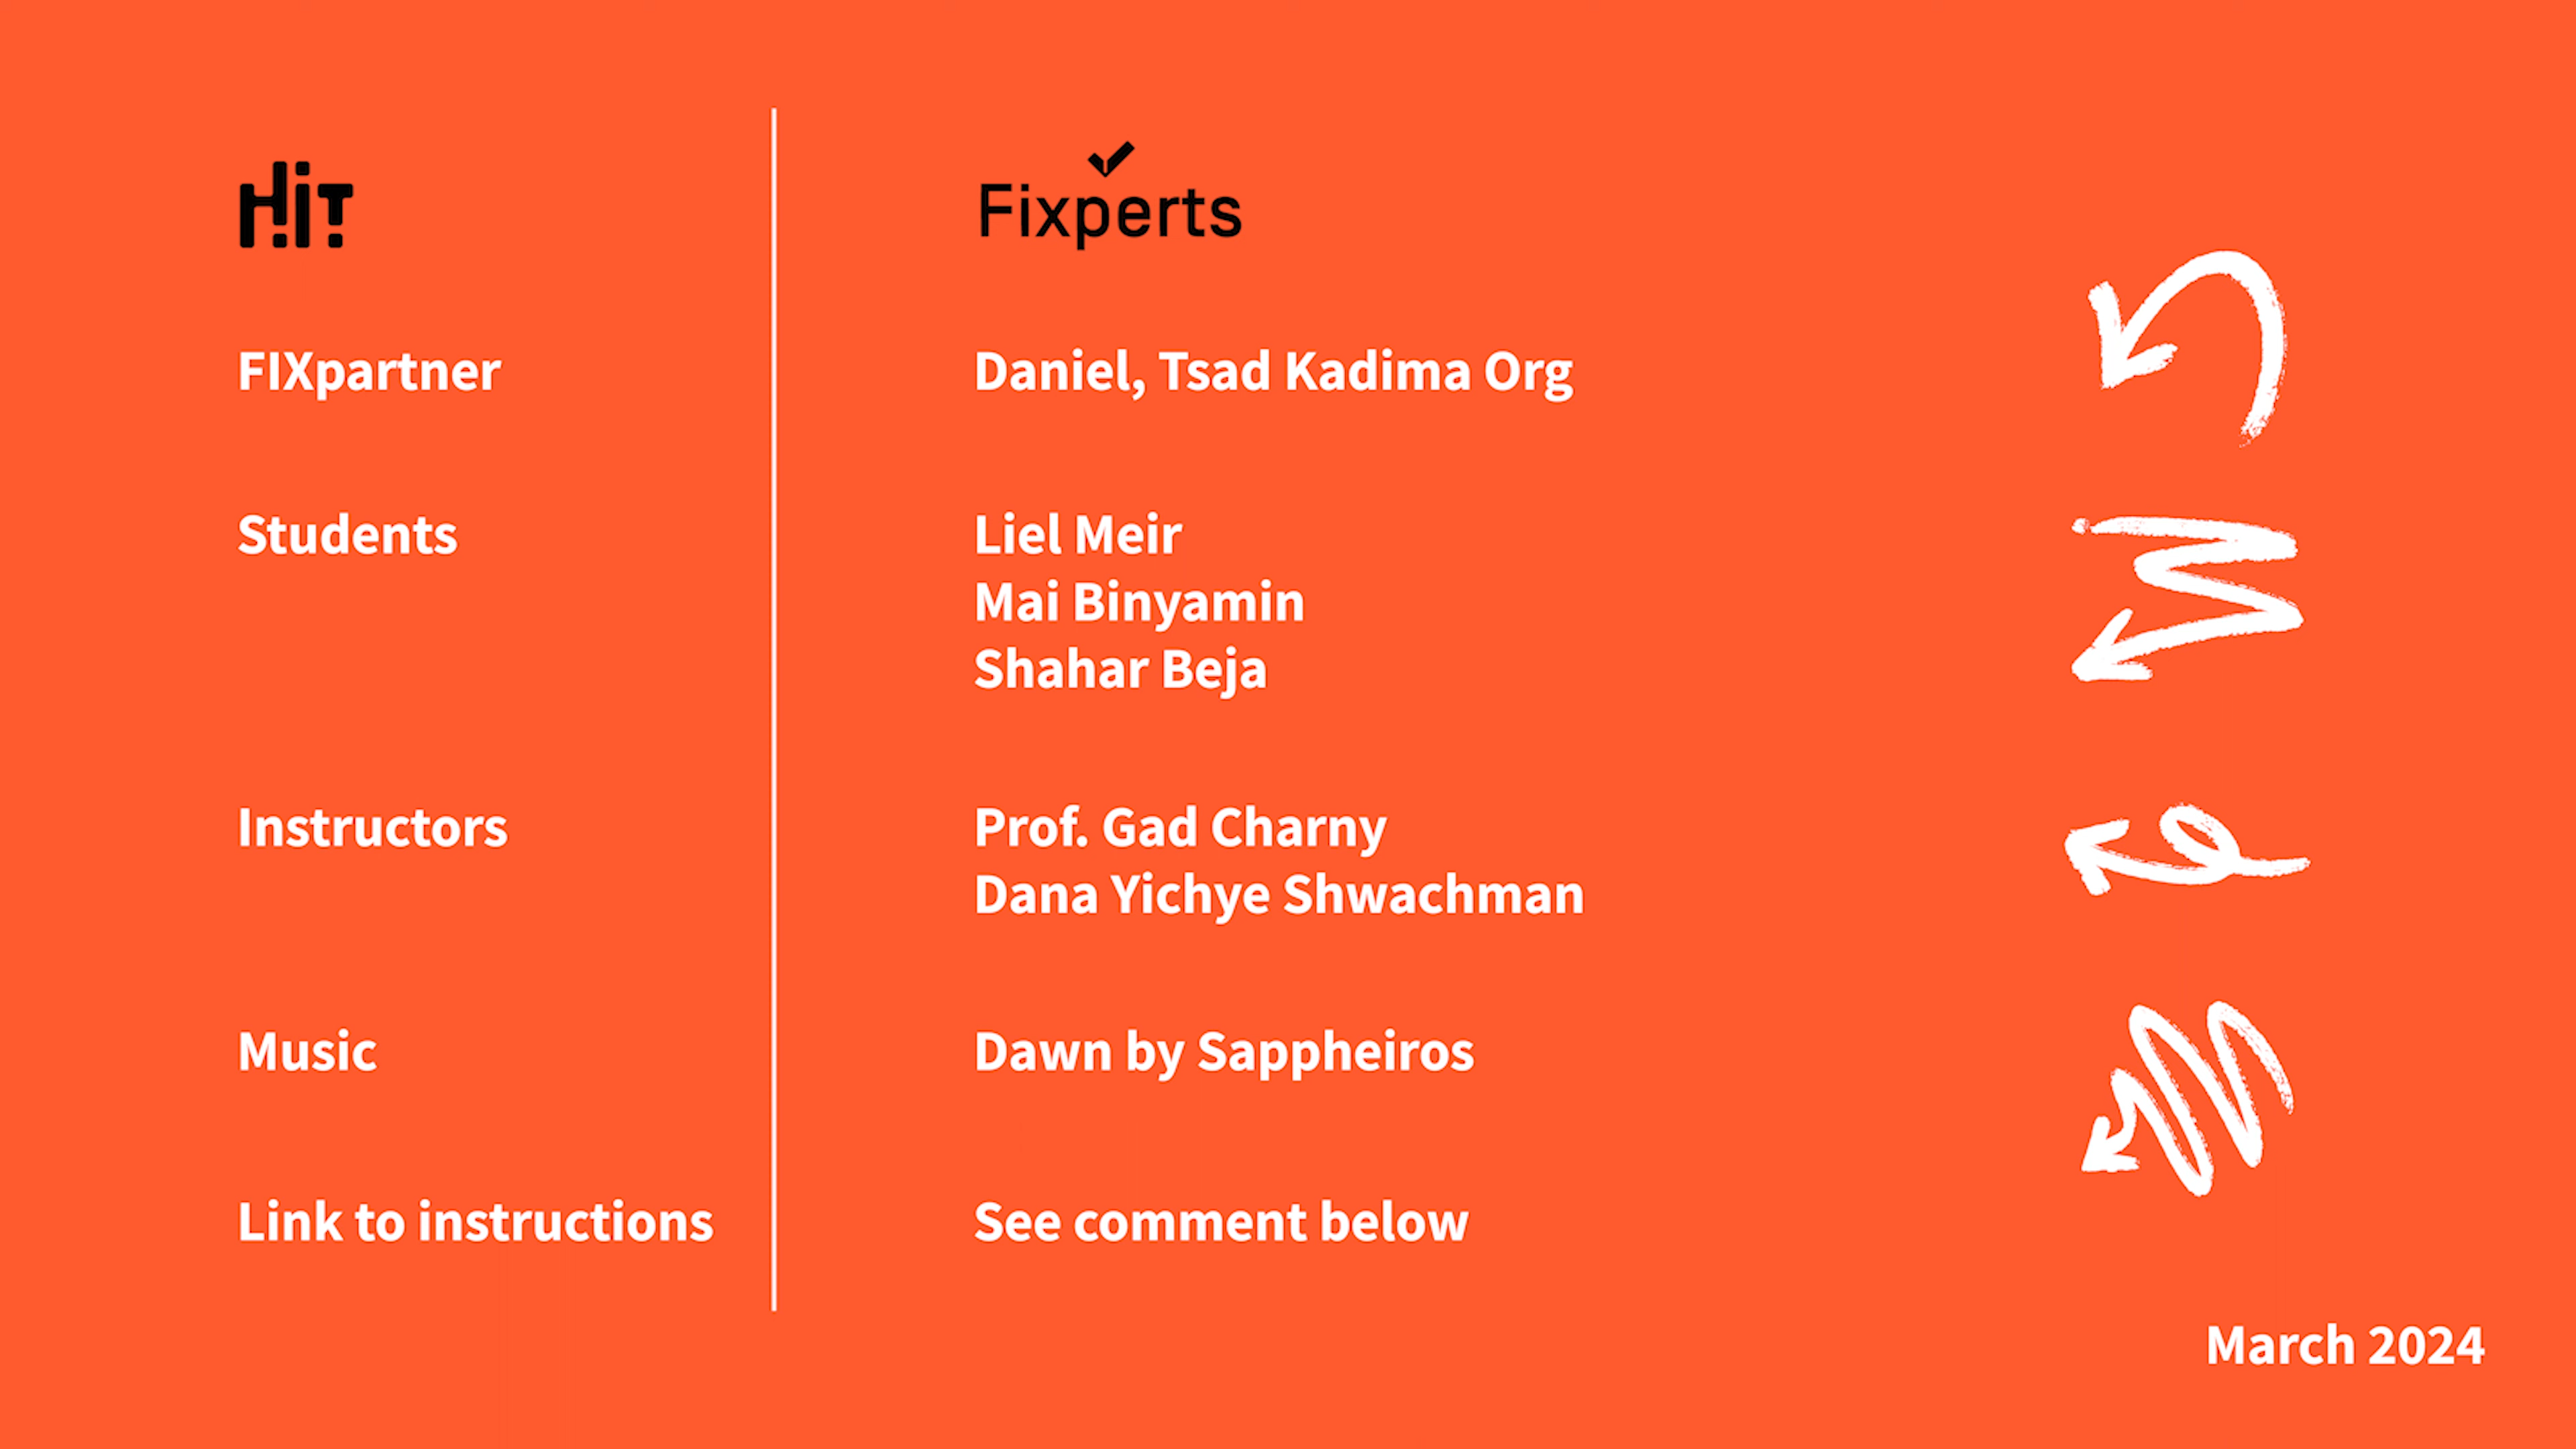 HiT
Fixperts
FIXpartner
Daniel, Tsad Kadima Org
Students
Liel Meir
Mai Binyamin
Shahar Beja
Instructors
Prof. Gad Charny
Dana Yichye Shwachman
Music
Dawn by Sappheiros
Link to instructions
See comment below
March 2024